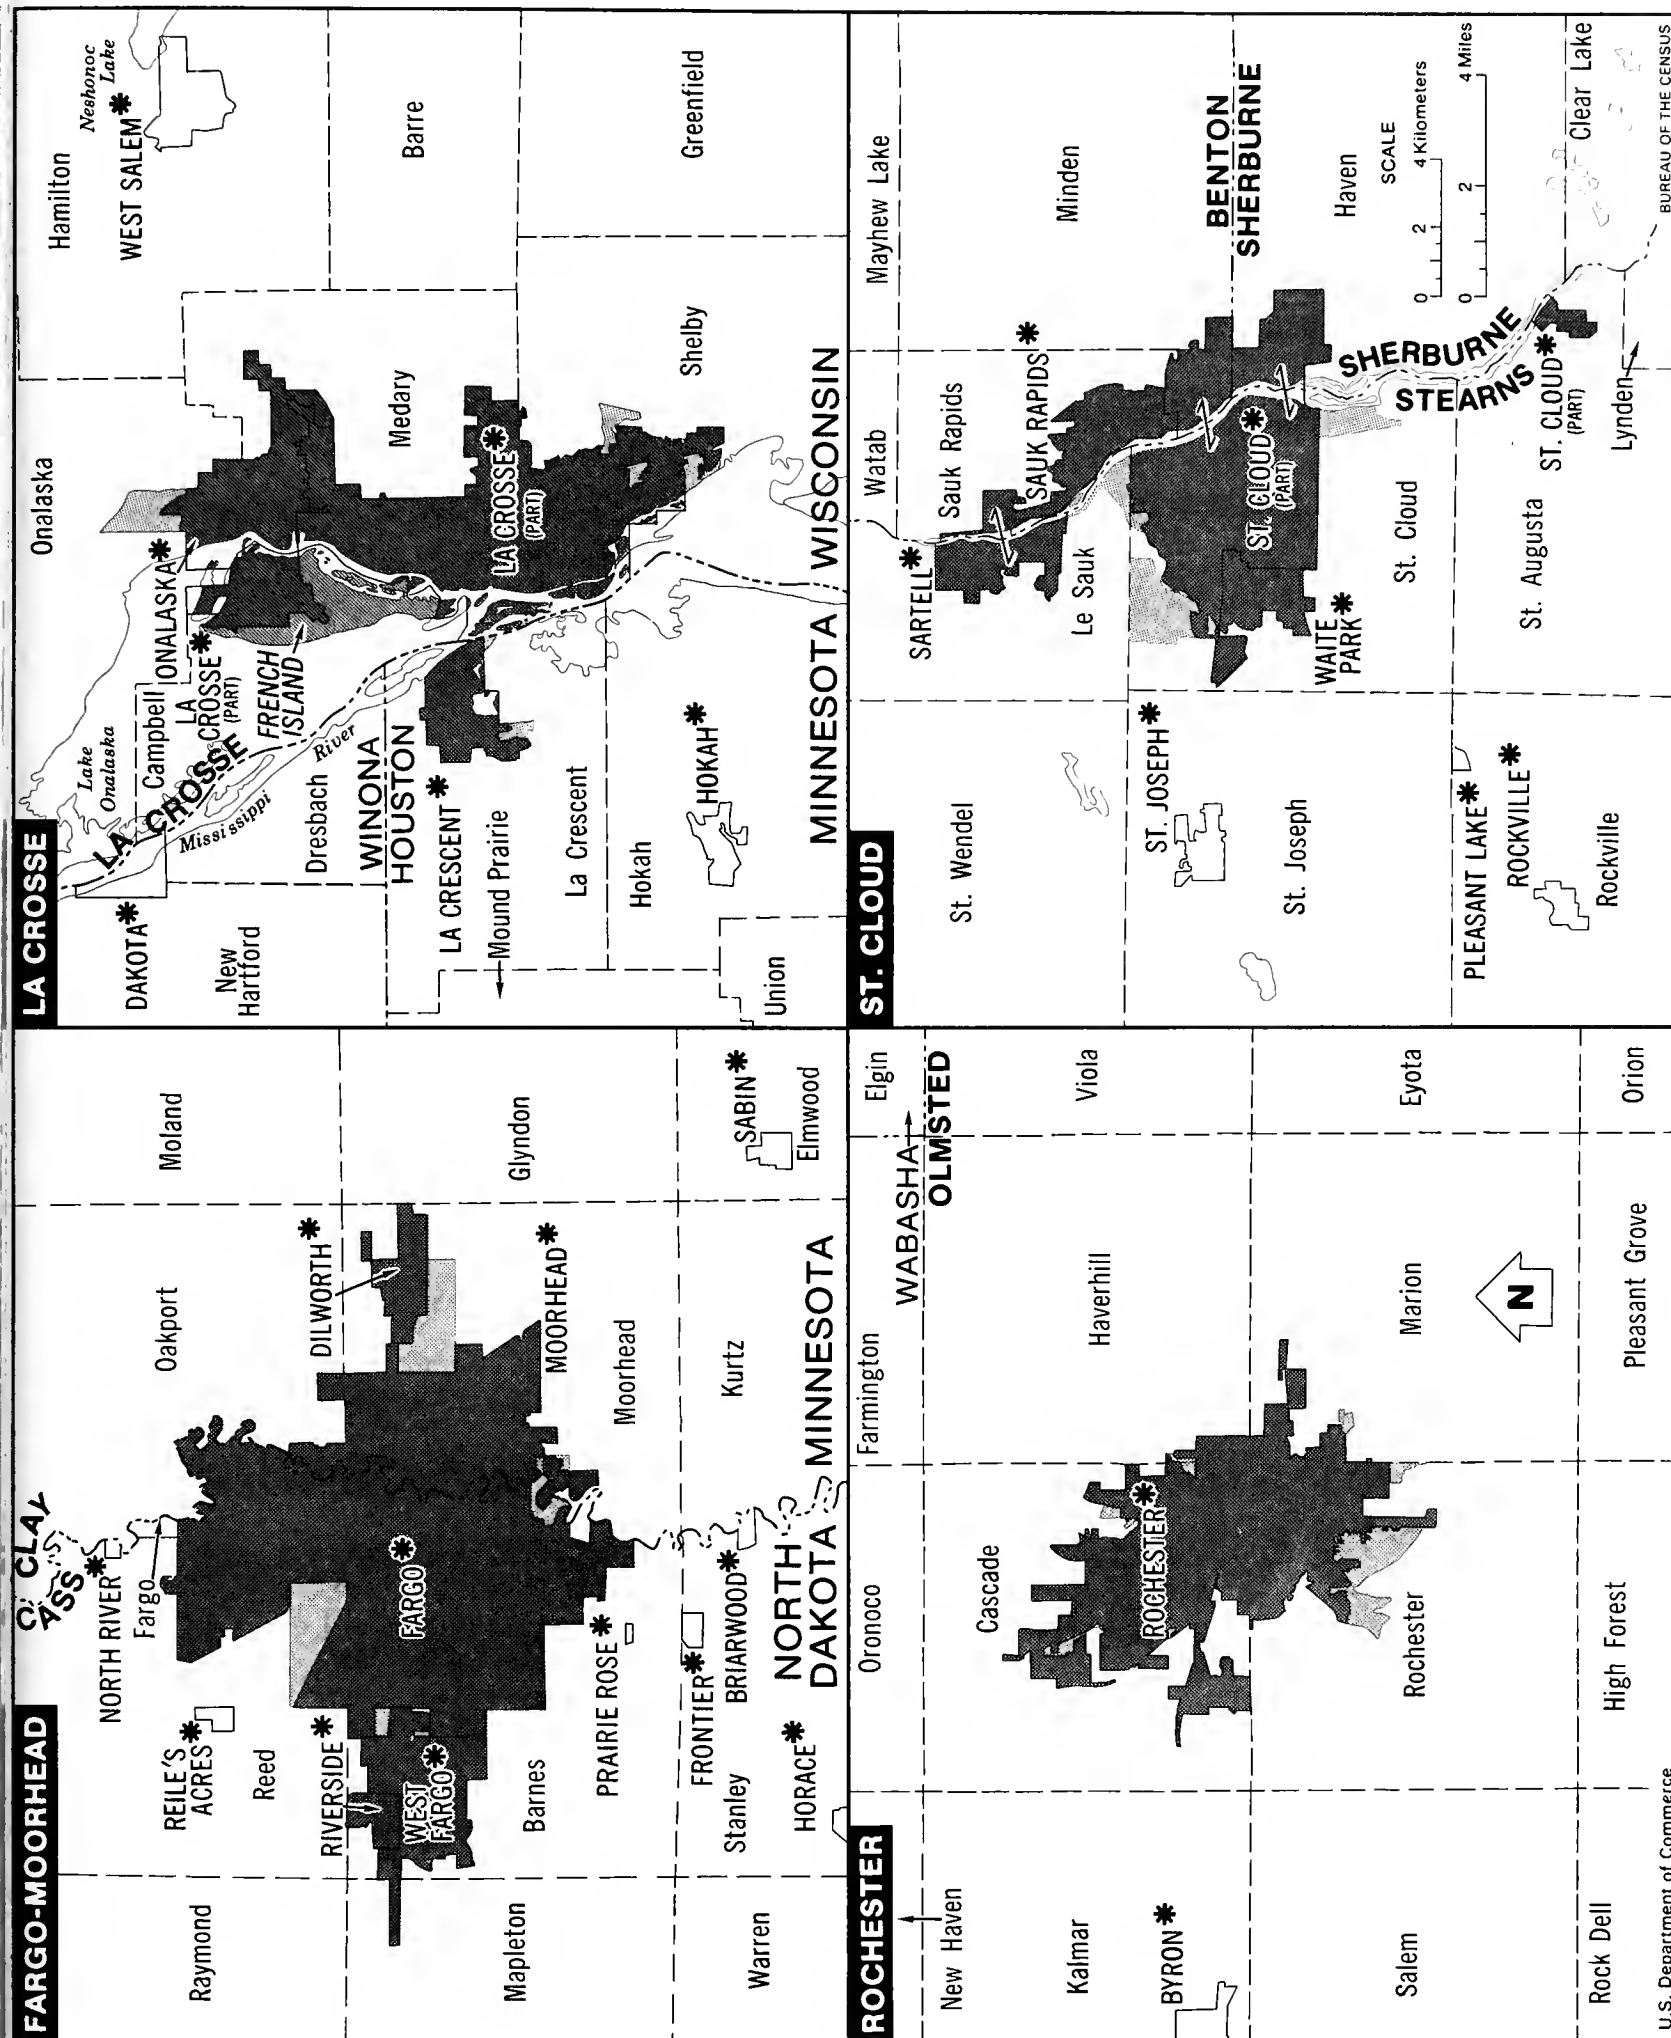 FARGO-MOORHEAD
CLAY
CASS
NORTH RIVER
Fargo
Raymond
REILE'S
ACRES
Reed
Oakport
Moland
RIVERSIDE
DILWORTH
WEST
FARGO
FARGO
Mapleton
Barnes
Glyndon
MOORHEAD
PRAIRIE ROSE
Moorhead
FRONTIER
BRIARWOOD
Stanley
Warren
Kurtz
SABIN
Elmwood
HORACE
NORTH
DAKOTA
MINNESOTA
LA CROSSE
Lake
Onalaska
Onalaska
Hamilton
Neshonoc
Lake
WEST SALEM
DAKOTA
LA CROSSE
Campbell
ONALASKA
LA
CROSSE
(PART)
Mississippi
River
FRENCH
ISLAND
New
Hartford
Dresbach
WINONA
HOUSTON
Medary
Barre
LA CRESCENT
Mound Prairie
LA CROSSE
(PART)
La Crescent
Hokah
HOKAH
Union
Shelby
Greenfield
MINNESOTA
WISCONSIN
ROCHESTER
New Haven
Oronoco
Farmington
WABASHA
OLMSTED
Elgin
Kalmar
Cascade
Haverhill
Viola
BYRON
ROCHESTER
Salem
Rochester
Marion
Eyota
N
Rock Dell
High Forest
Pleasant Grove
Orion
U.S. Department of Commerce
ST. CLOUD
Watab
Mayhew Lake
SARTELL
Sauk Rapids
SAUK RAPIDS
St. Wendel
Le Sauk
Minden
ST. JOSEPH
BENTON
SHERBURNE
ST. CLOUD
(PART)
St. Joseph
WAITE
PARK
Haven
St. Cloud
SHERBURNE
STEARNS
SCALE
0 2 4 Kilometers
0 2 4 Miles
PLEASANT LAKE
ROCKVILLE
Rockville
St. Augusta
ST. CLOUD
(PART)
Lynden
Clear Lake
BUREAU OF THE CENSUS